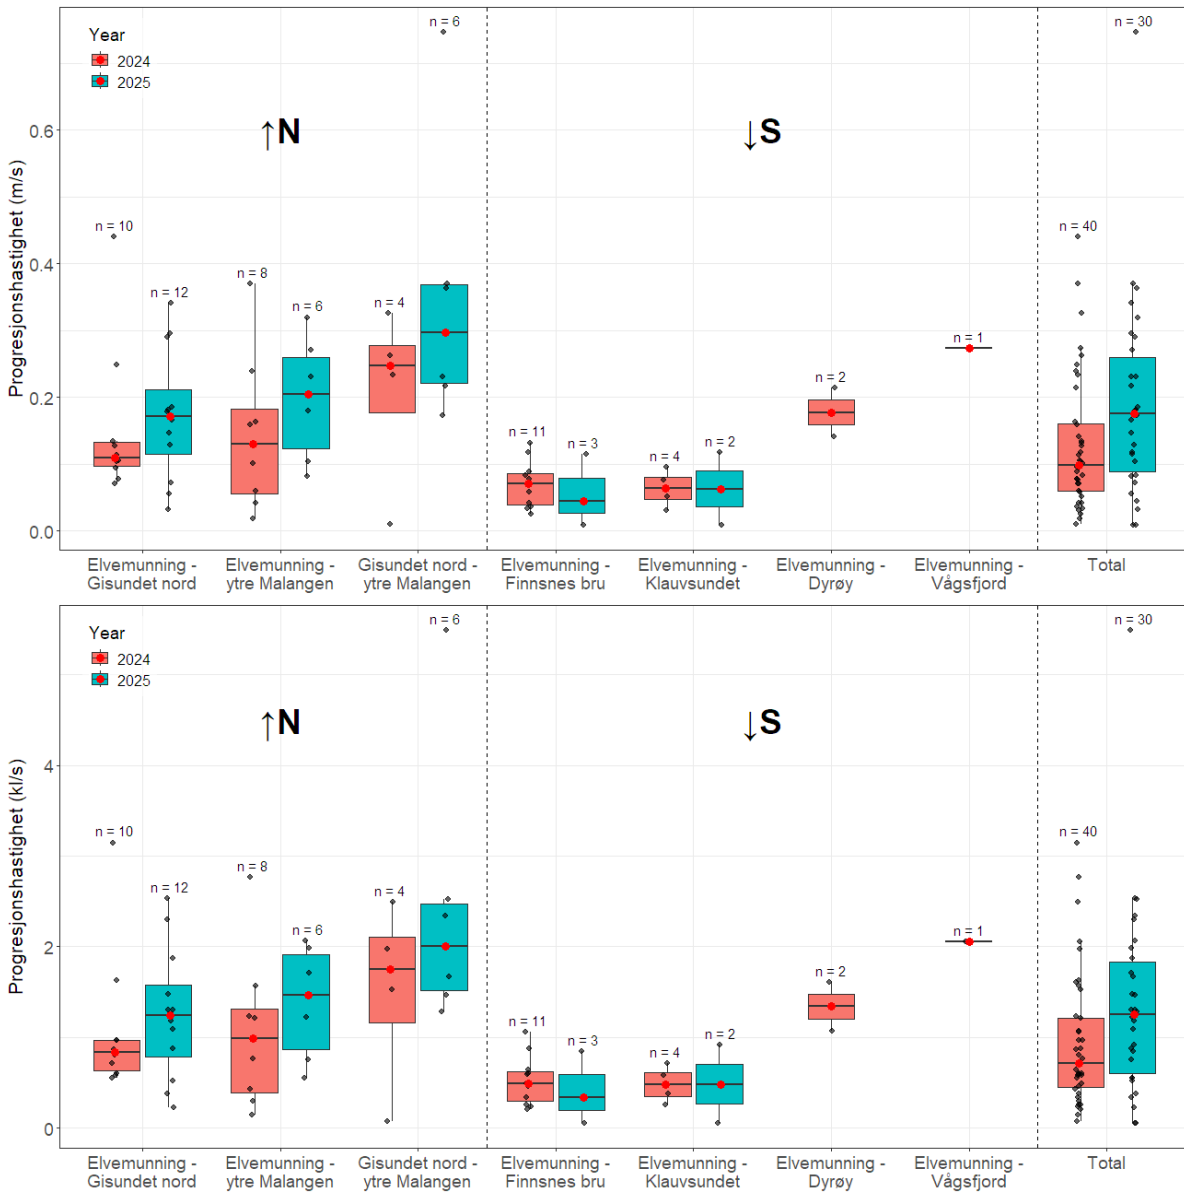 n = 6
n = 30
Year
2024
2025
↑N
↓S
0.6
n = 10
n = 40
n = 8
0.4
n = 12
n = 6
n = 4
n = 1
n = 2
0.2
n = 11
n = 3
n = 2
n = 4
0.0
Progresjonshastighet (m/s)
Elvemunning -
Gisundet nord
Elvemunning -
ytre Malangen
Gisundet nord -
ytre Malangen
Elvemunning -
Finnsnes bru
Elvemunning -
Klauvsundet
Elvemunning -
Dyrøy
Elvemunning -
Vågsfjord
Total
n = 6
n = 30
Year
2024
2025
↑N
↓S
4
n = 10
n = 40
n = 8
n = 12
n = 4
n = 6
n = 1
2
n = 2
n = 11
n = 3
n = 4
n = 2
0
Progresjonshastighet (kl/s)
Elvemunning -
Gisundet nord
Elvemunning -
ytre Malangen
Gisundet nord -
ytre Malangen
Elvemunning -
Finnsnes bru
Elvemunning -
Klauvsundet
Elvemunning -
Dyrøy
Elvemunning -
Vågsfjord
Total